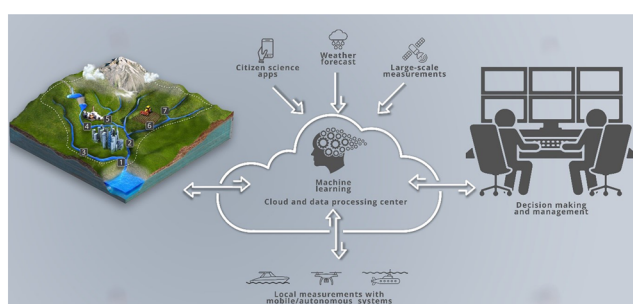 Citizen science
apps
Weather
forecast
Large-scale
measurements
Machine
learning
Cloud and data processing center
Decision making
and management
Local measurements with
mobile/autonomous systems
1
2
3
4
5
6
7
1